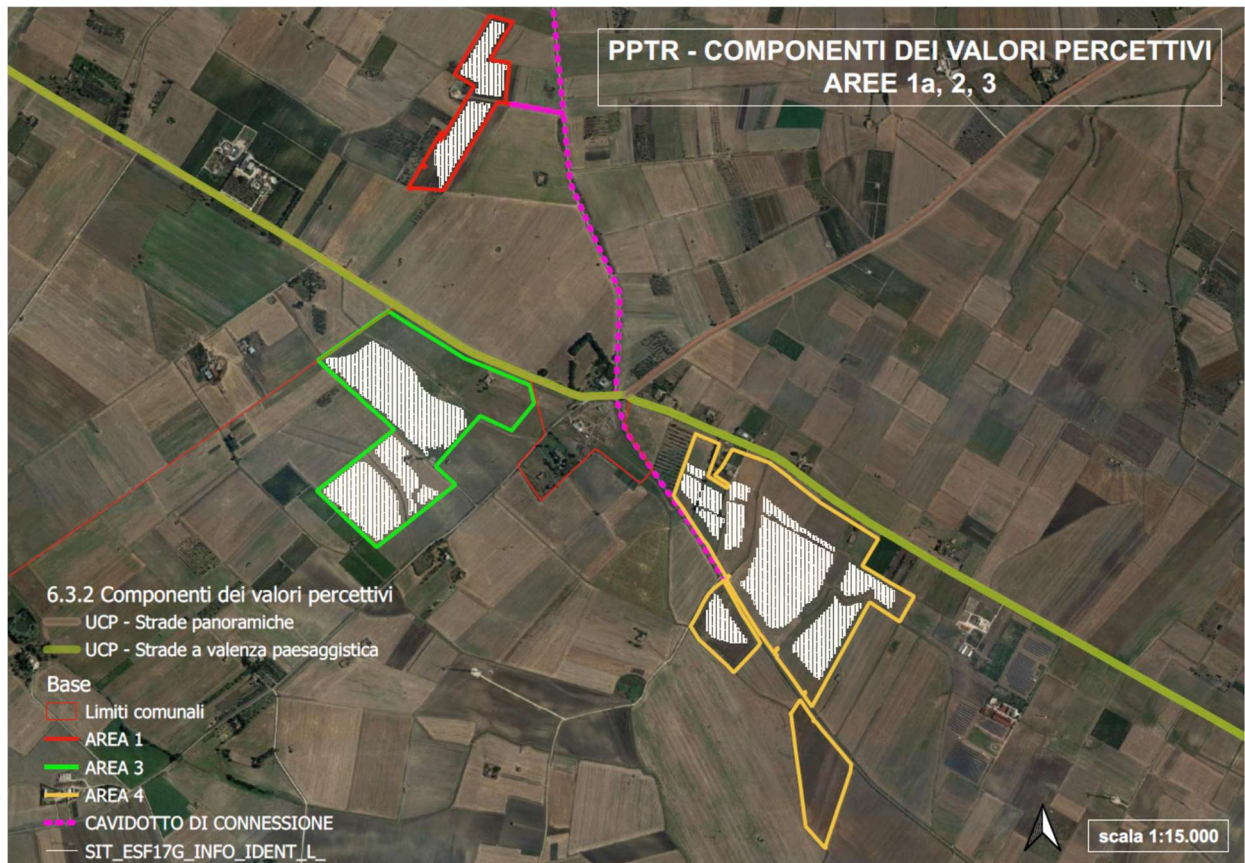 PPTR - COMPONENTI DEI VALORI PERCETTIVI
AREE 1a, 2, 3
6.3.2 Componenti dei valori percettivi
UCP - Strade panoramiche
UCP - Strade a valenza paesaggistica
Base
Limiti comunali
AREA 1
AREA 3
AREA 4
CAVIDOTTO DI CONNESSIONE
SIT_ESF17G_INFO_IDENT_L_
scala 1:15.000